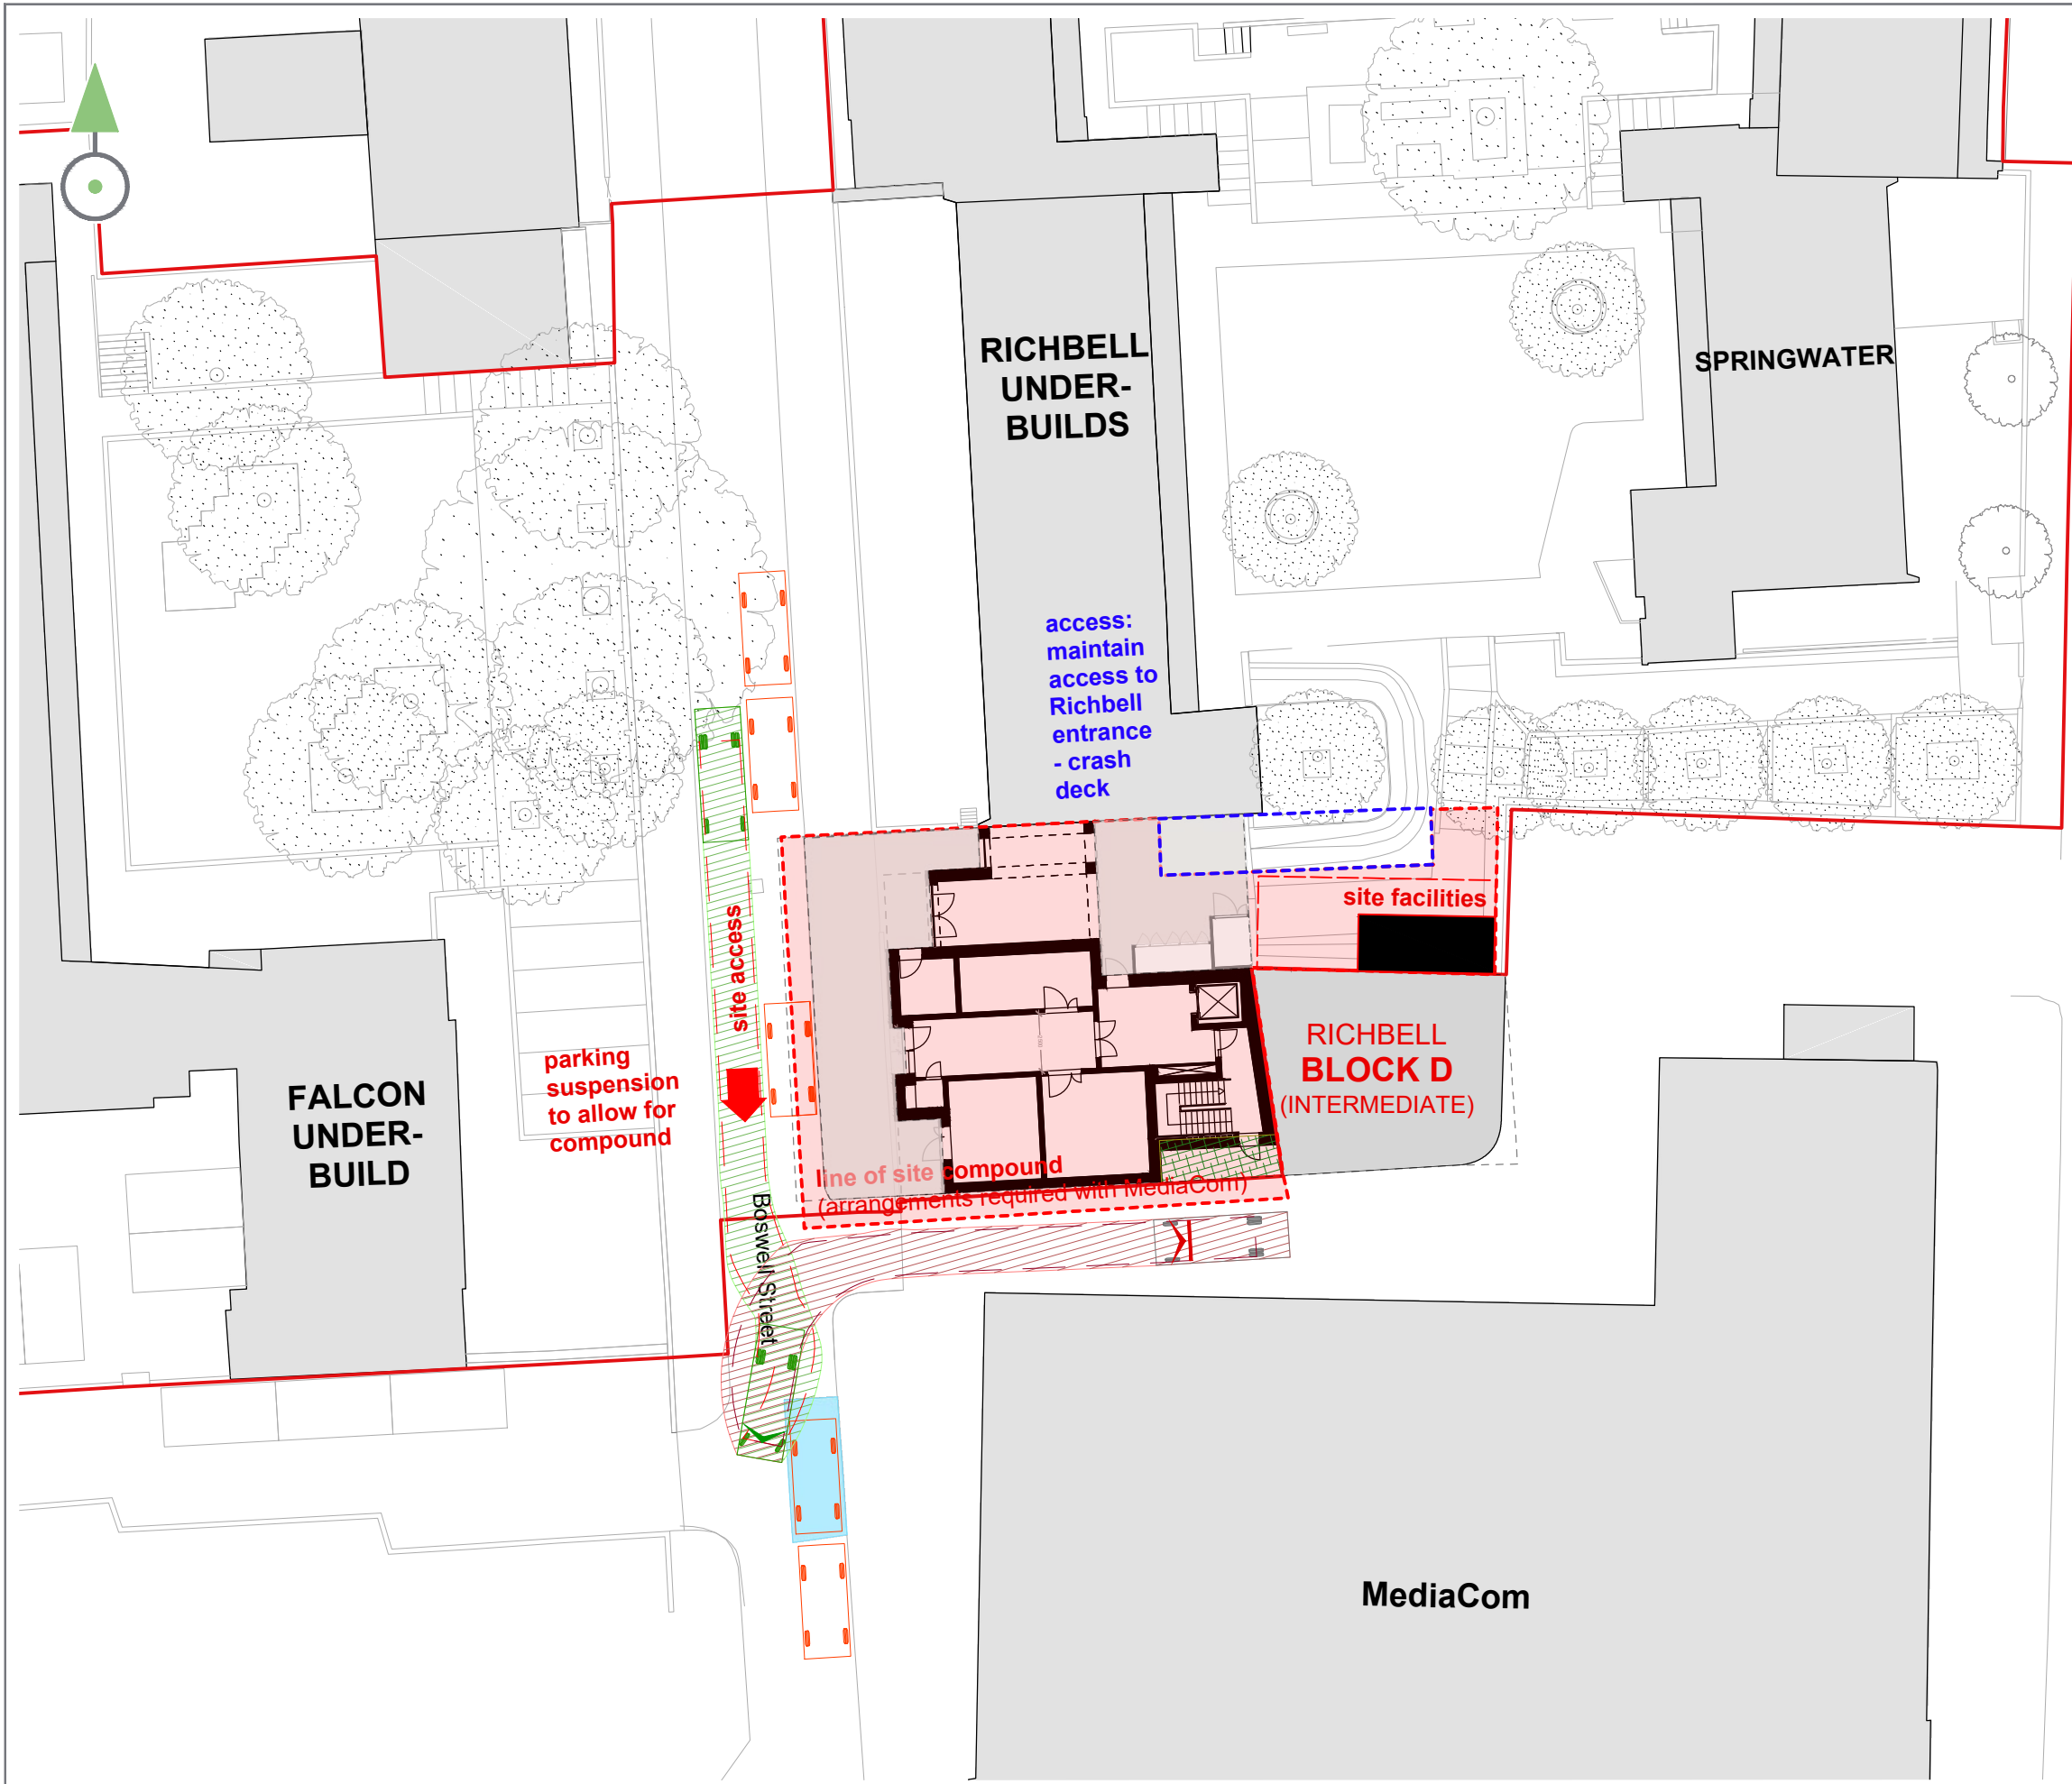 RICHBELL
UNDER-
BUILDS
SPRINGWATER
access:
maintain
access to
Richbell
entrance
- crash
deck
site facilities
site access
parking
suspension
to allow for
compound
FALCON
UNDER-
BUILD
RICHBELL
BLOCK D
(INTERMEDIATE)
line of site compound
(arrangements required with MediaCom)
Boswell Street
MediaCom